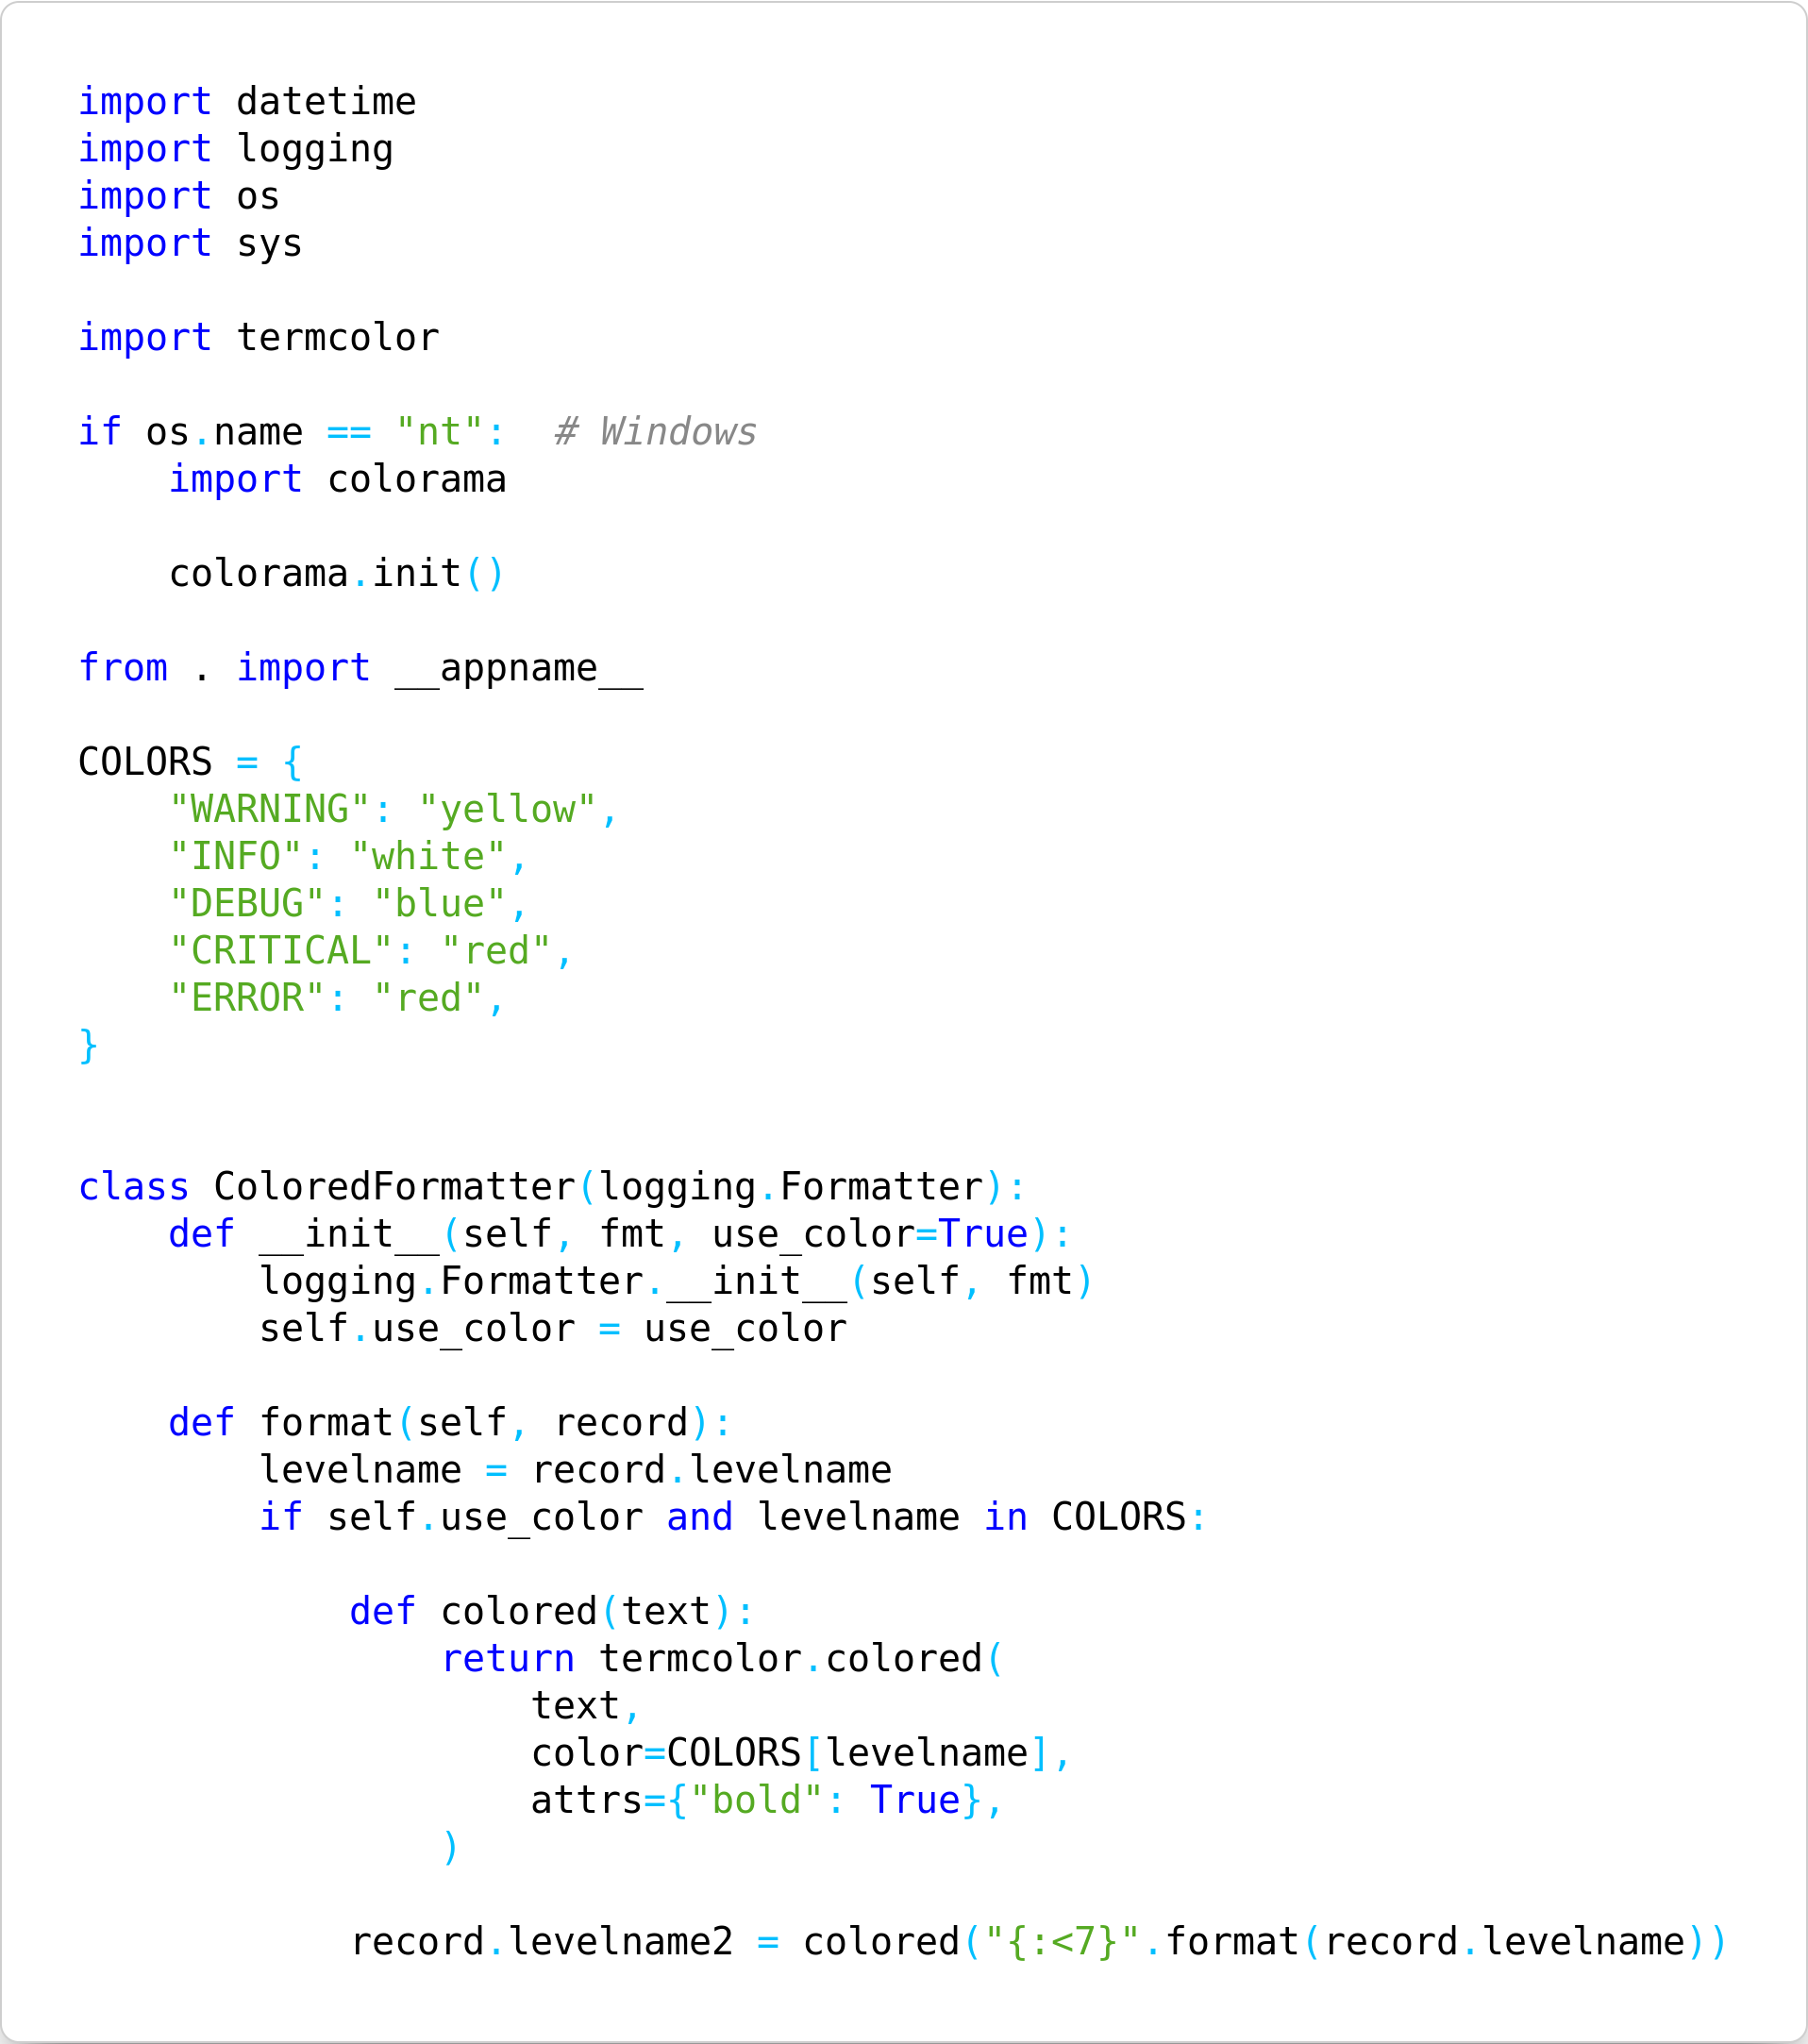 import datetime
import logging
import os
import sys

import termcolor

if os.name == "nt":  # Windows
    import colorama

    colorama.init()

from . import __appname__

COLORS = {
    "WARNING": "yellow",
    "INFO": "white",
    "DEBUG": "blue",
    "CRITICAL": "red",
    "ERROR": "red",
}


class ColoredFormatter(logging.Formatter):
    def __init__(self, fmt, use_color=True):
        logging.Formatter.__init__(self, fmt)
        self.use_color = use_color

    def format(self, record):
        levelname = record.levelname
        if self.use_color and levelname in COLORS:

            def colored(text):
                return termcolor.colored(
                    text,
                    color=COLORS[levelname],
                    attrs={"bold": True},
                )

            record.levelname2 = colored("{:<7}".format(record.levelname))